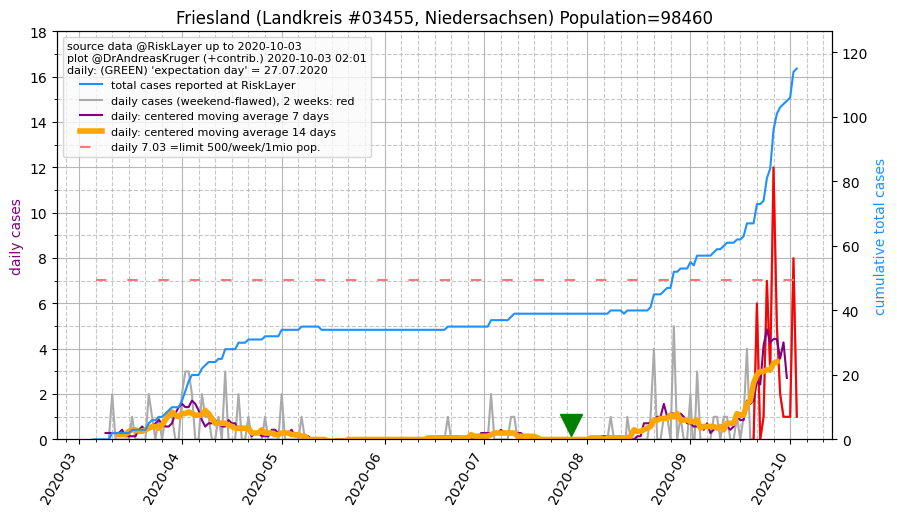 Friesland (Landkreis #03455, Niedersachsen) Population=98460
source data @RiskLayer up to 2020-10-03
plot @DrAndreasKruger (+contrib.) 2020-10-03 02:01
daily: (GREEN) 'expectation day' = 27.07.2020
total cases reported at RiskLayer
daily cases (weekend-flawed), 2 weeks: red
daily: centered moving average 7 days
daily: centered moving average 14 days
daily 7.03 =limit 500/week/1mio pop.
daily cases
18
16
14
12
10
8
6
4
2
0
cumulative total cases
120
100
80
60
40
20
0
2020-03
2020-04
2020-05
2020-06
2020-07
2020-08
2020-09
2020-10